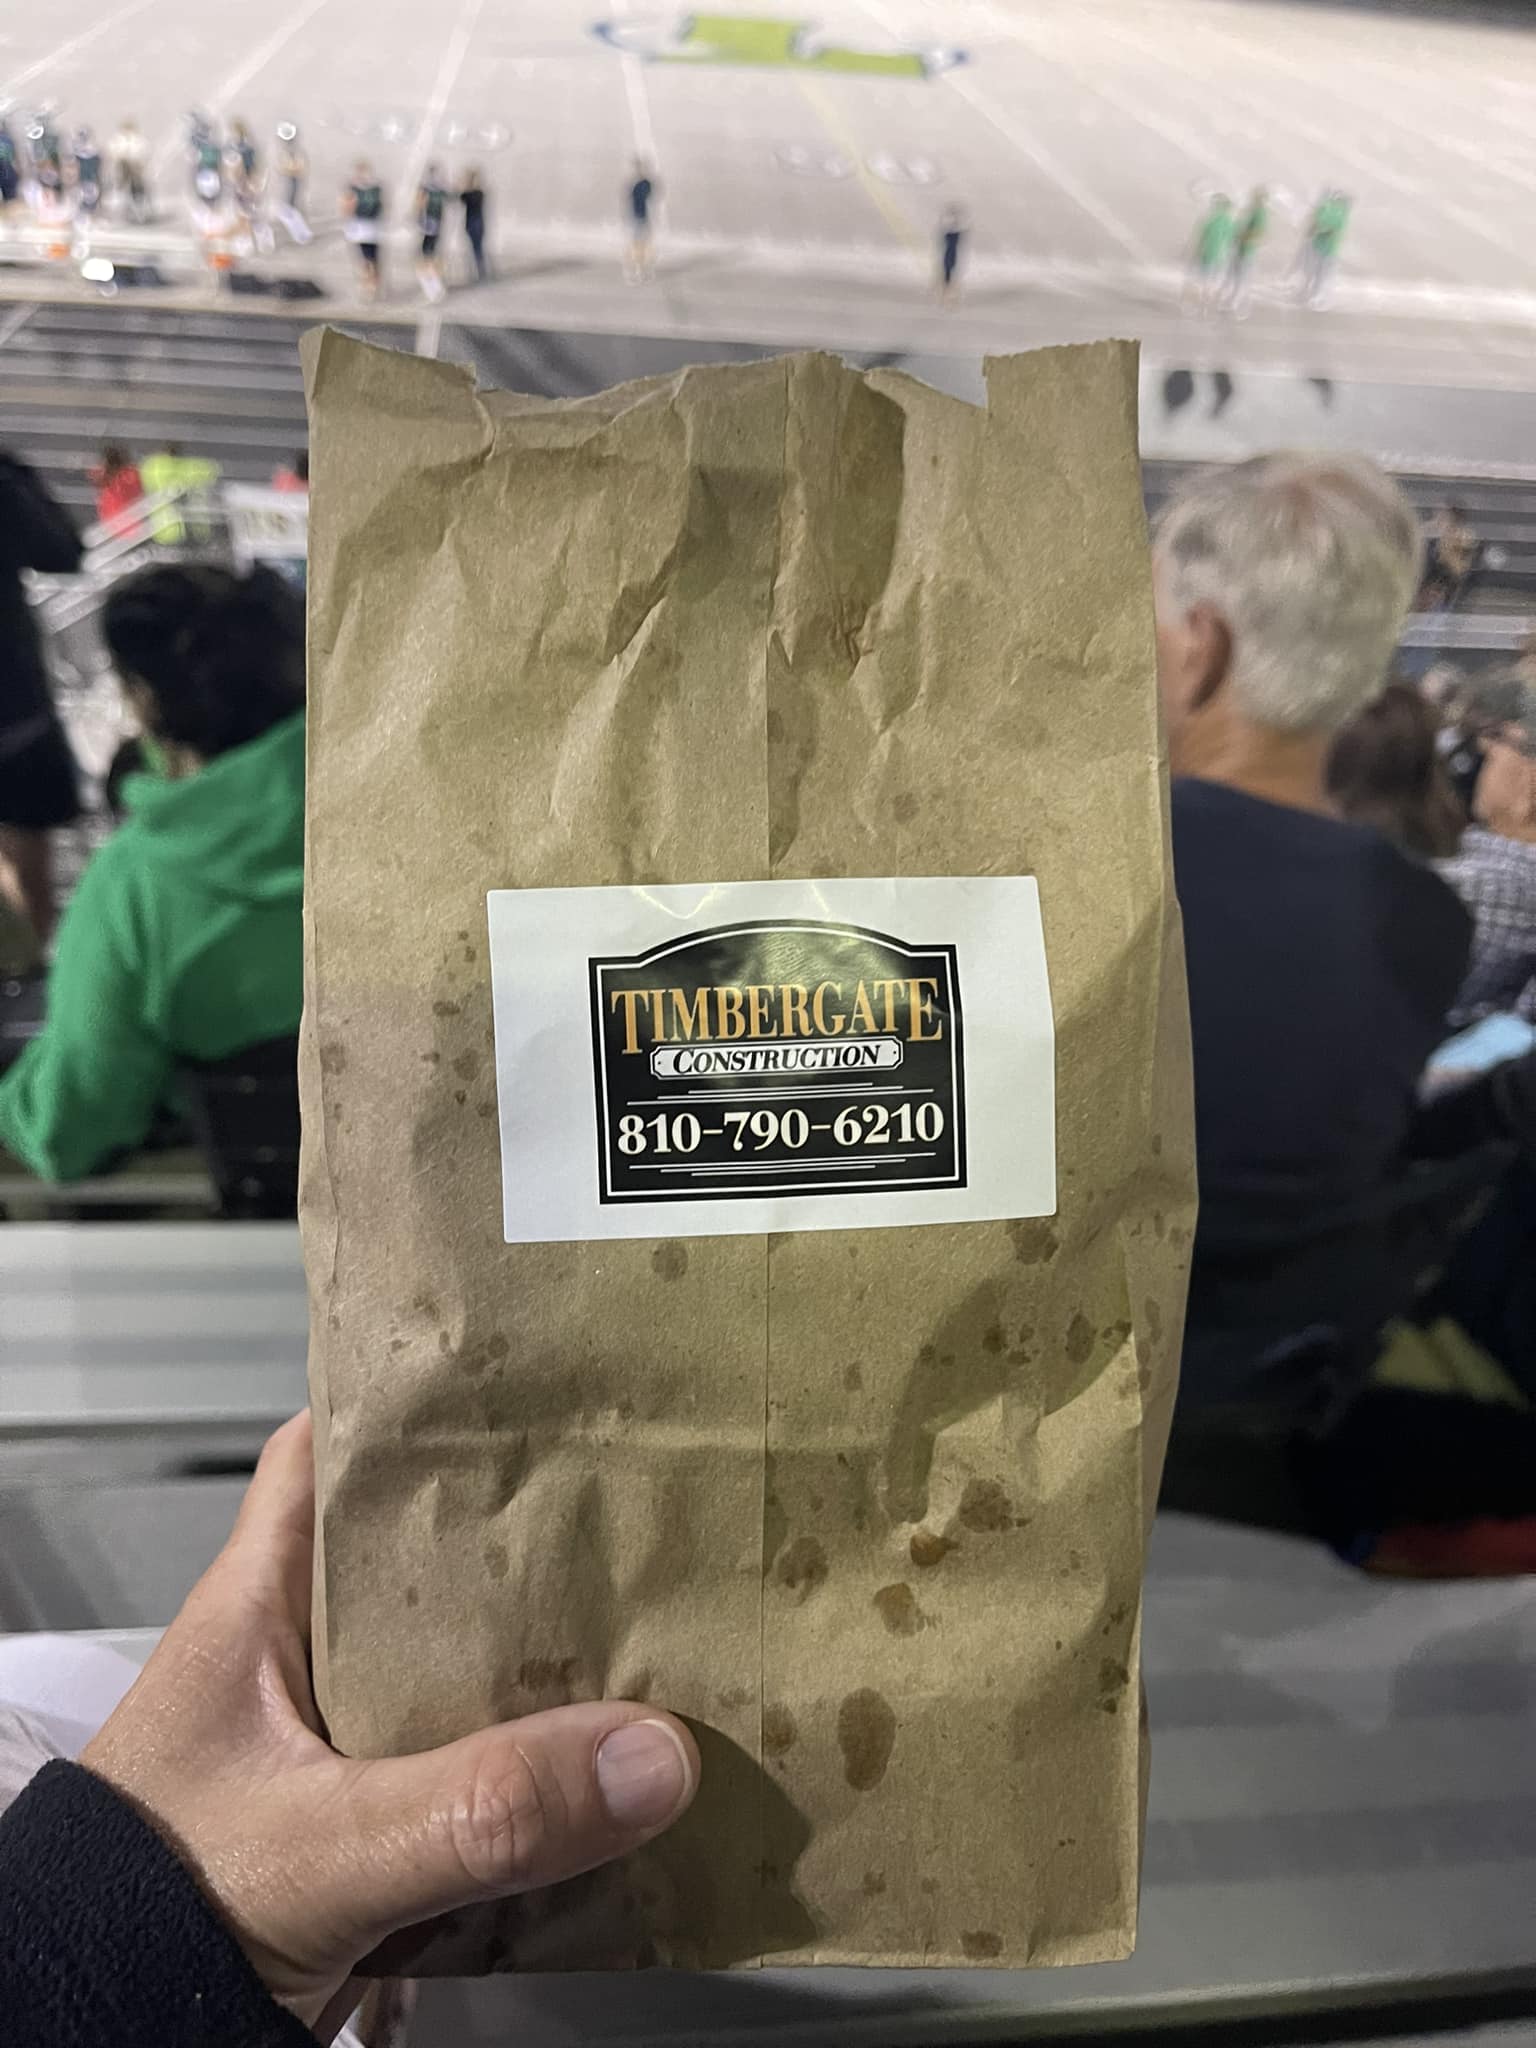 TIMBERGATE
CONSTRUCTION
810-790-6210
L